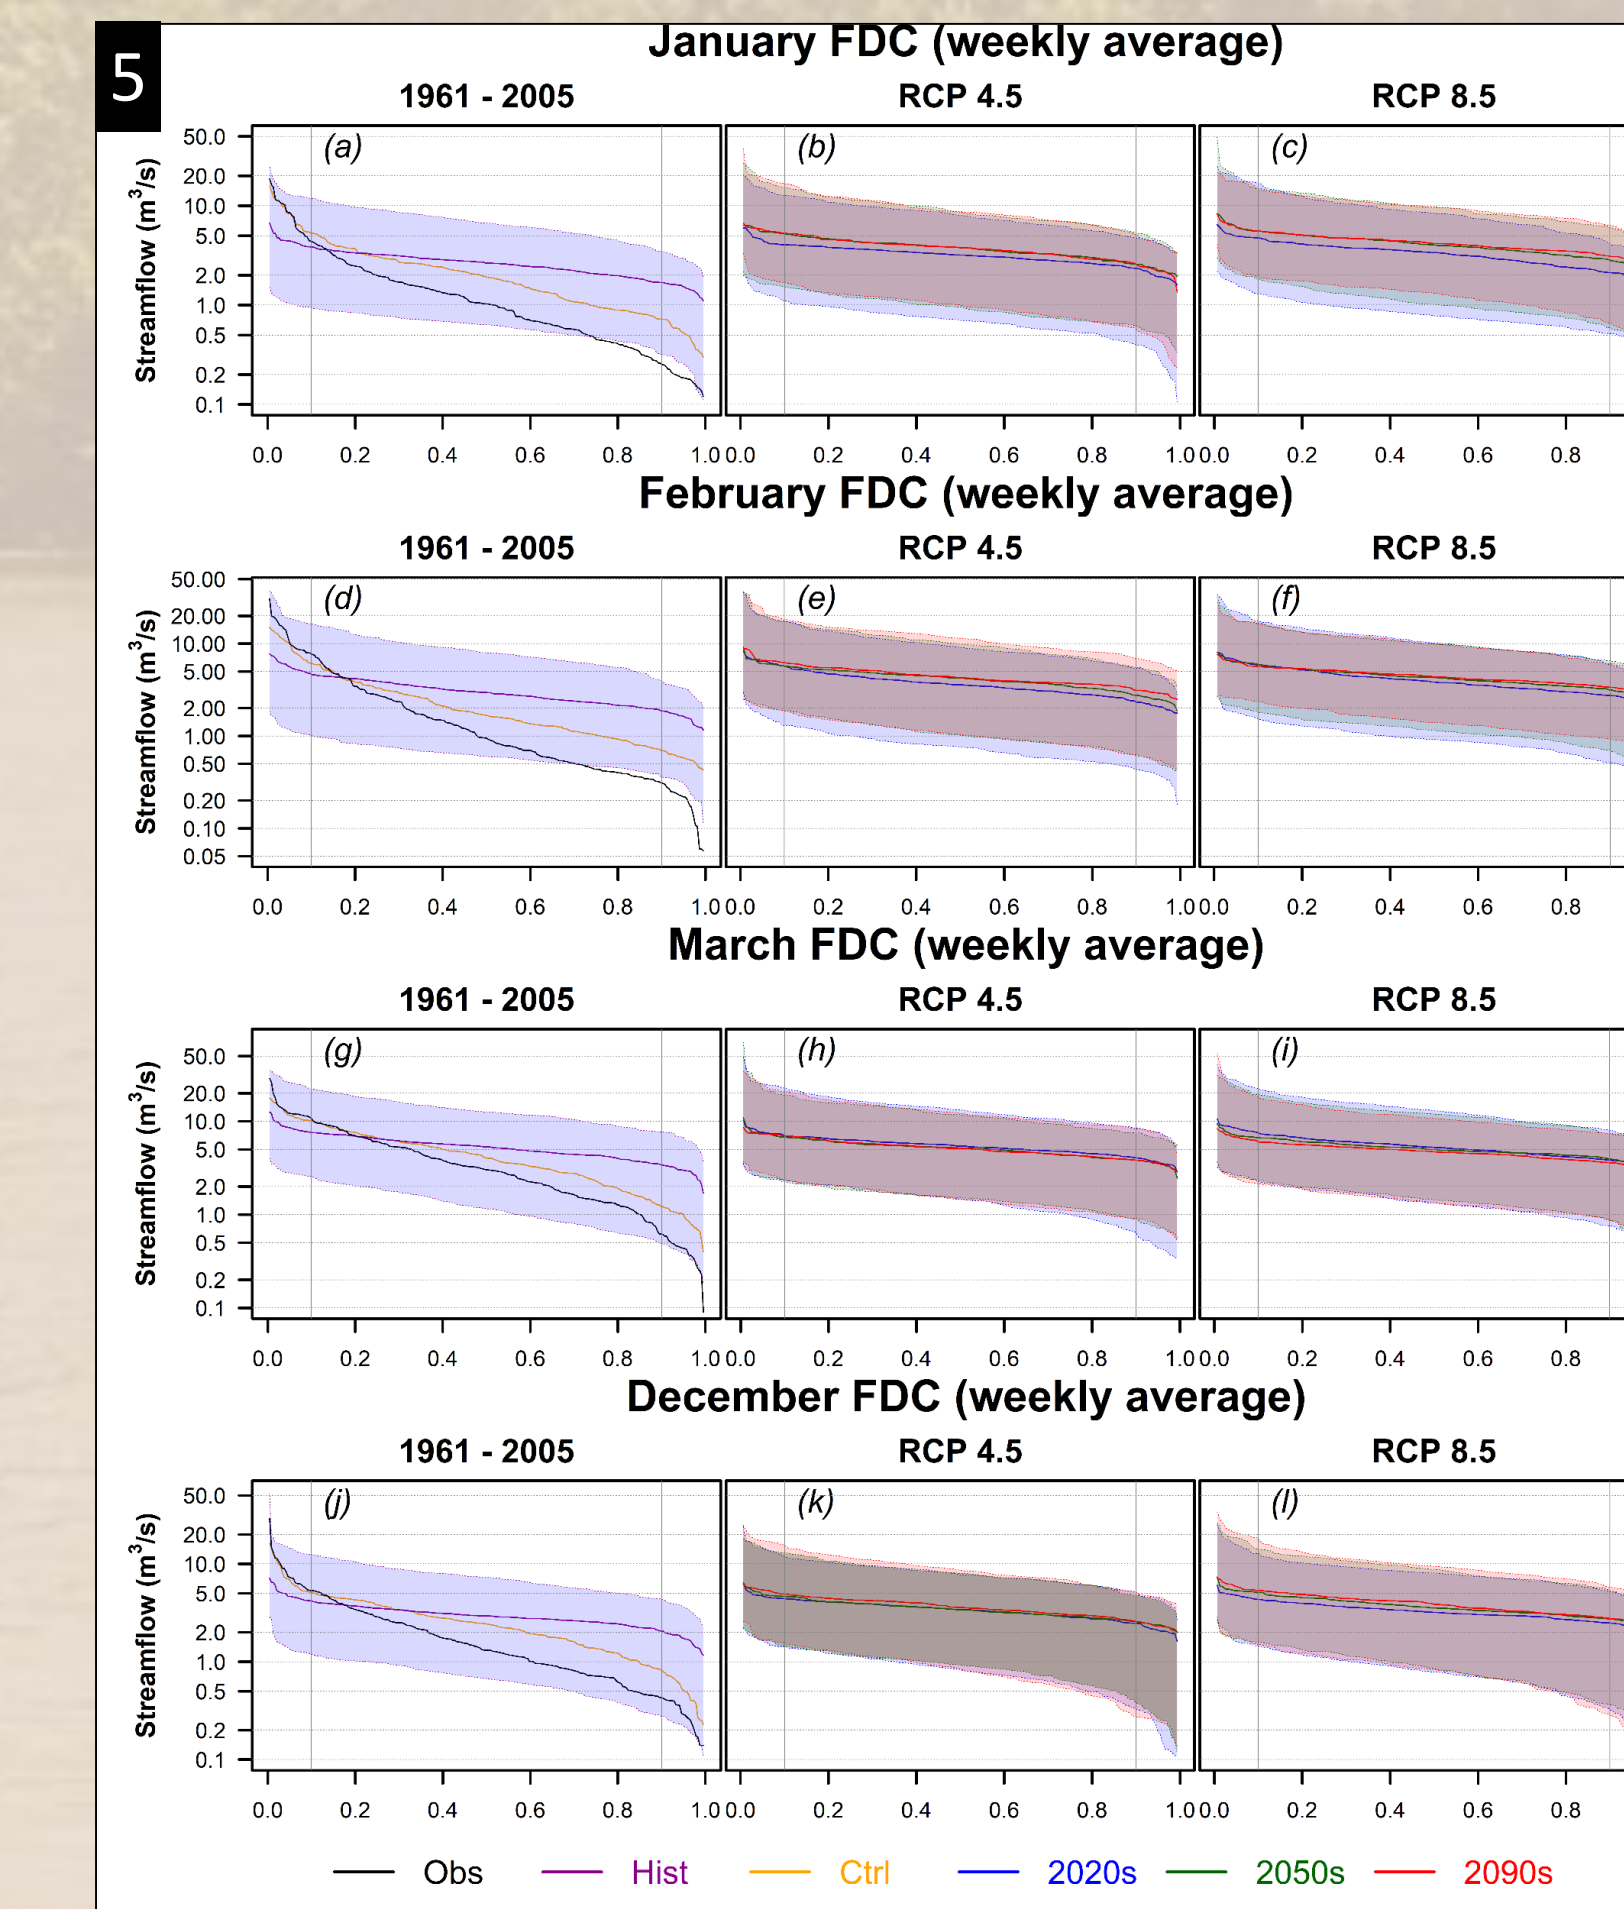 5
January FDC (weekly average)
1961 - 2005 RCP 4.5 RCP 8.5
(a) (b) (c)
Streamflow (m³/s)
50.0
20.0
10.0
5.0
2.0
1.0
0.5
0.2
0.1
0.0 0.2 0.4 0.6 0.8 1.0 0.0 0.2 0.4 0.6 0.8 1.0 0.0 0.2 0.4 0.6 0.8
February FDC (weekly average)
1961 - 2005 RCP 4.5 RCP 8.5
(d) (e) (f)
Streamflow (m³/s)
50.00
20.00
10.00
5.00
2.00
1.00
0.50
0.20
0.10
0.05
0.0 0.2 0.4 0.6 0.8 1.0 0.0 0.2 0.4 0.6 0.8 1.0 0.0 0.2 0.4 0.6 0.8
March FDC (weekly average)
1961 - 2005 RCP 4.5 RCP 8.5
(g) (h) (i)
Streamflow (m³/s)
50.0
20.0
10.0
5.0
2.0
1.0
0.5
0.2
0.1
0.0 0.2 0.4 0.6 0.8 1.0 0.0 0.2 0.4 0.6 0.8 1.0 0.0 0.2 0.4 0.6 0.8
December FDC (weekly average)
1961 - 2005 RCP 4.5 RCP 8.5
(j) (k) (l)
Streamflow (m³/s)
50.0
20.0
10.0
5.0
2.0
1.0
0.5
0.2
0.1
0.0 0.2 0.4 0.6 0.8 1.0 0.0 0.2 0.4 0.6 0.8 1.0 0.0 0.2 0.4 0.6 0.8
Obs Hist Ctrl 2020s 2050s 2090s